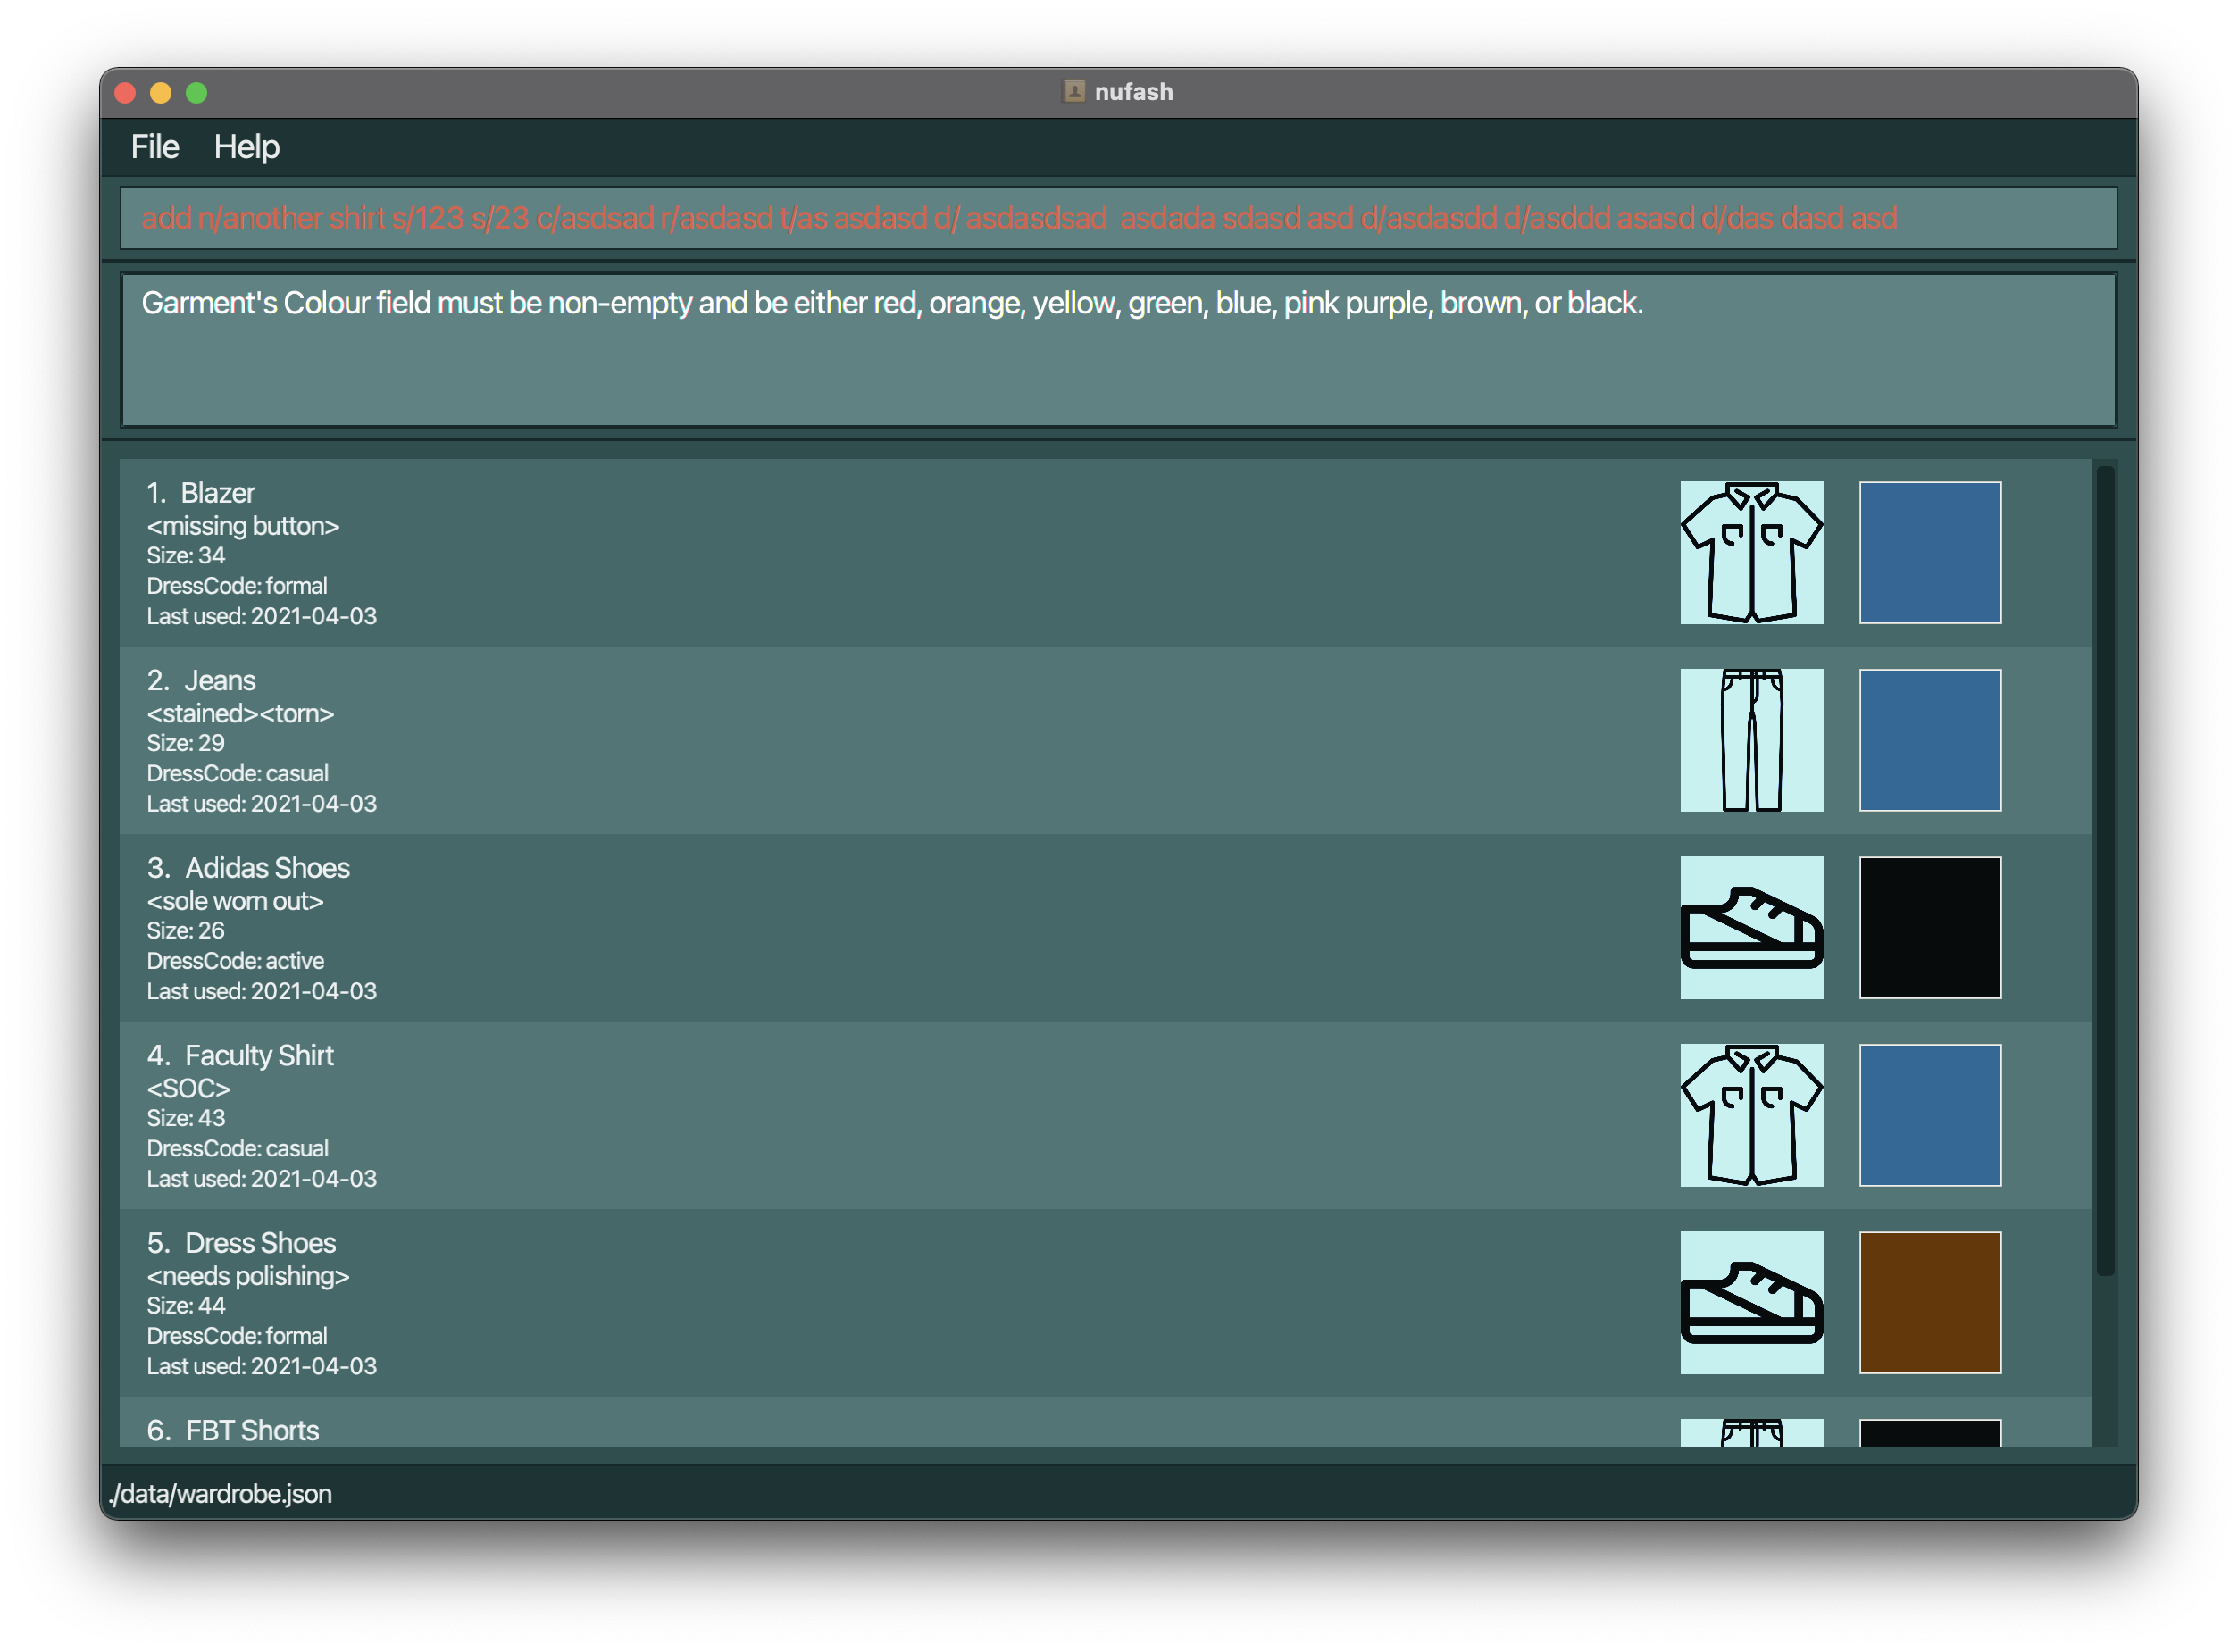 nufash
File Help
add n/another shirt s/123 s/23 c/asdsad r/asdasd t/as asdasd d/ asdasdsad  asdada sdasd asd d/asdasdd d/asddd asasd d/das dasd asd
Garment's Colour field must be non-empty and be either red, orange, yellow, green, blue, pink purple, brown, or black.
1. Blazer
<missing button>
Size: 34
DressCode: formal
Last used: 2021-04-03
2. Jeans
<stained><torn>
Size: 29
DressCode: casual
Last used: 2021-04-03
3. Adidas Shoes
<sole worn out>
Size: 26
DressCode: active
Last used: 2021-04-03
4. Faculty Shirt
<SOC>
Size: 43
DressCode: casual
Last used: 2021-04-03
5. Dress Shoes
<needs polishing>
Size: 44
DressCode: formal
Last used: 2021-04-03
6. FBT Shorts
./data/wardrobe.json